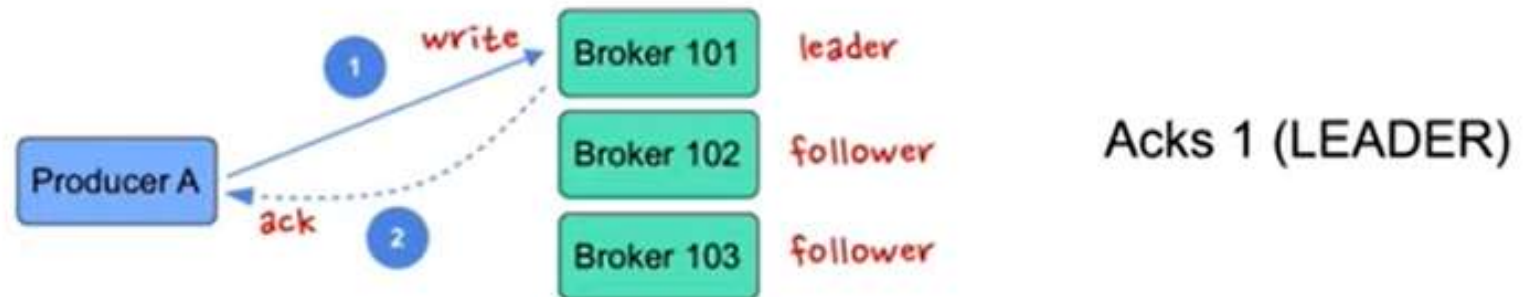 write
1
Broker 101
leader
Producer A
ack
2
Broker 102
follower
Broker 103
follower
Acks 1 (LEADER)